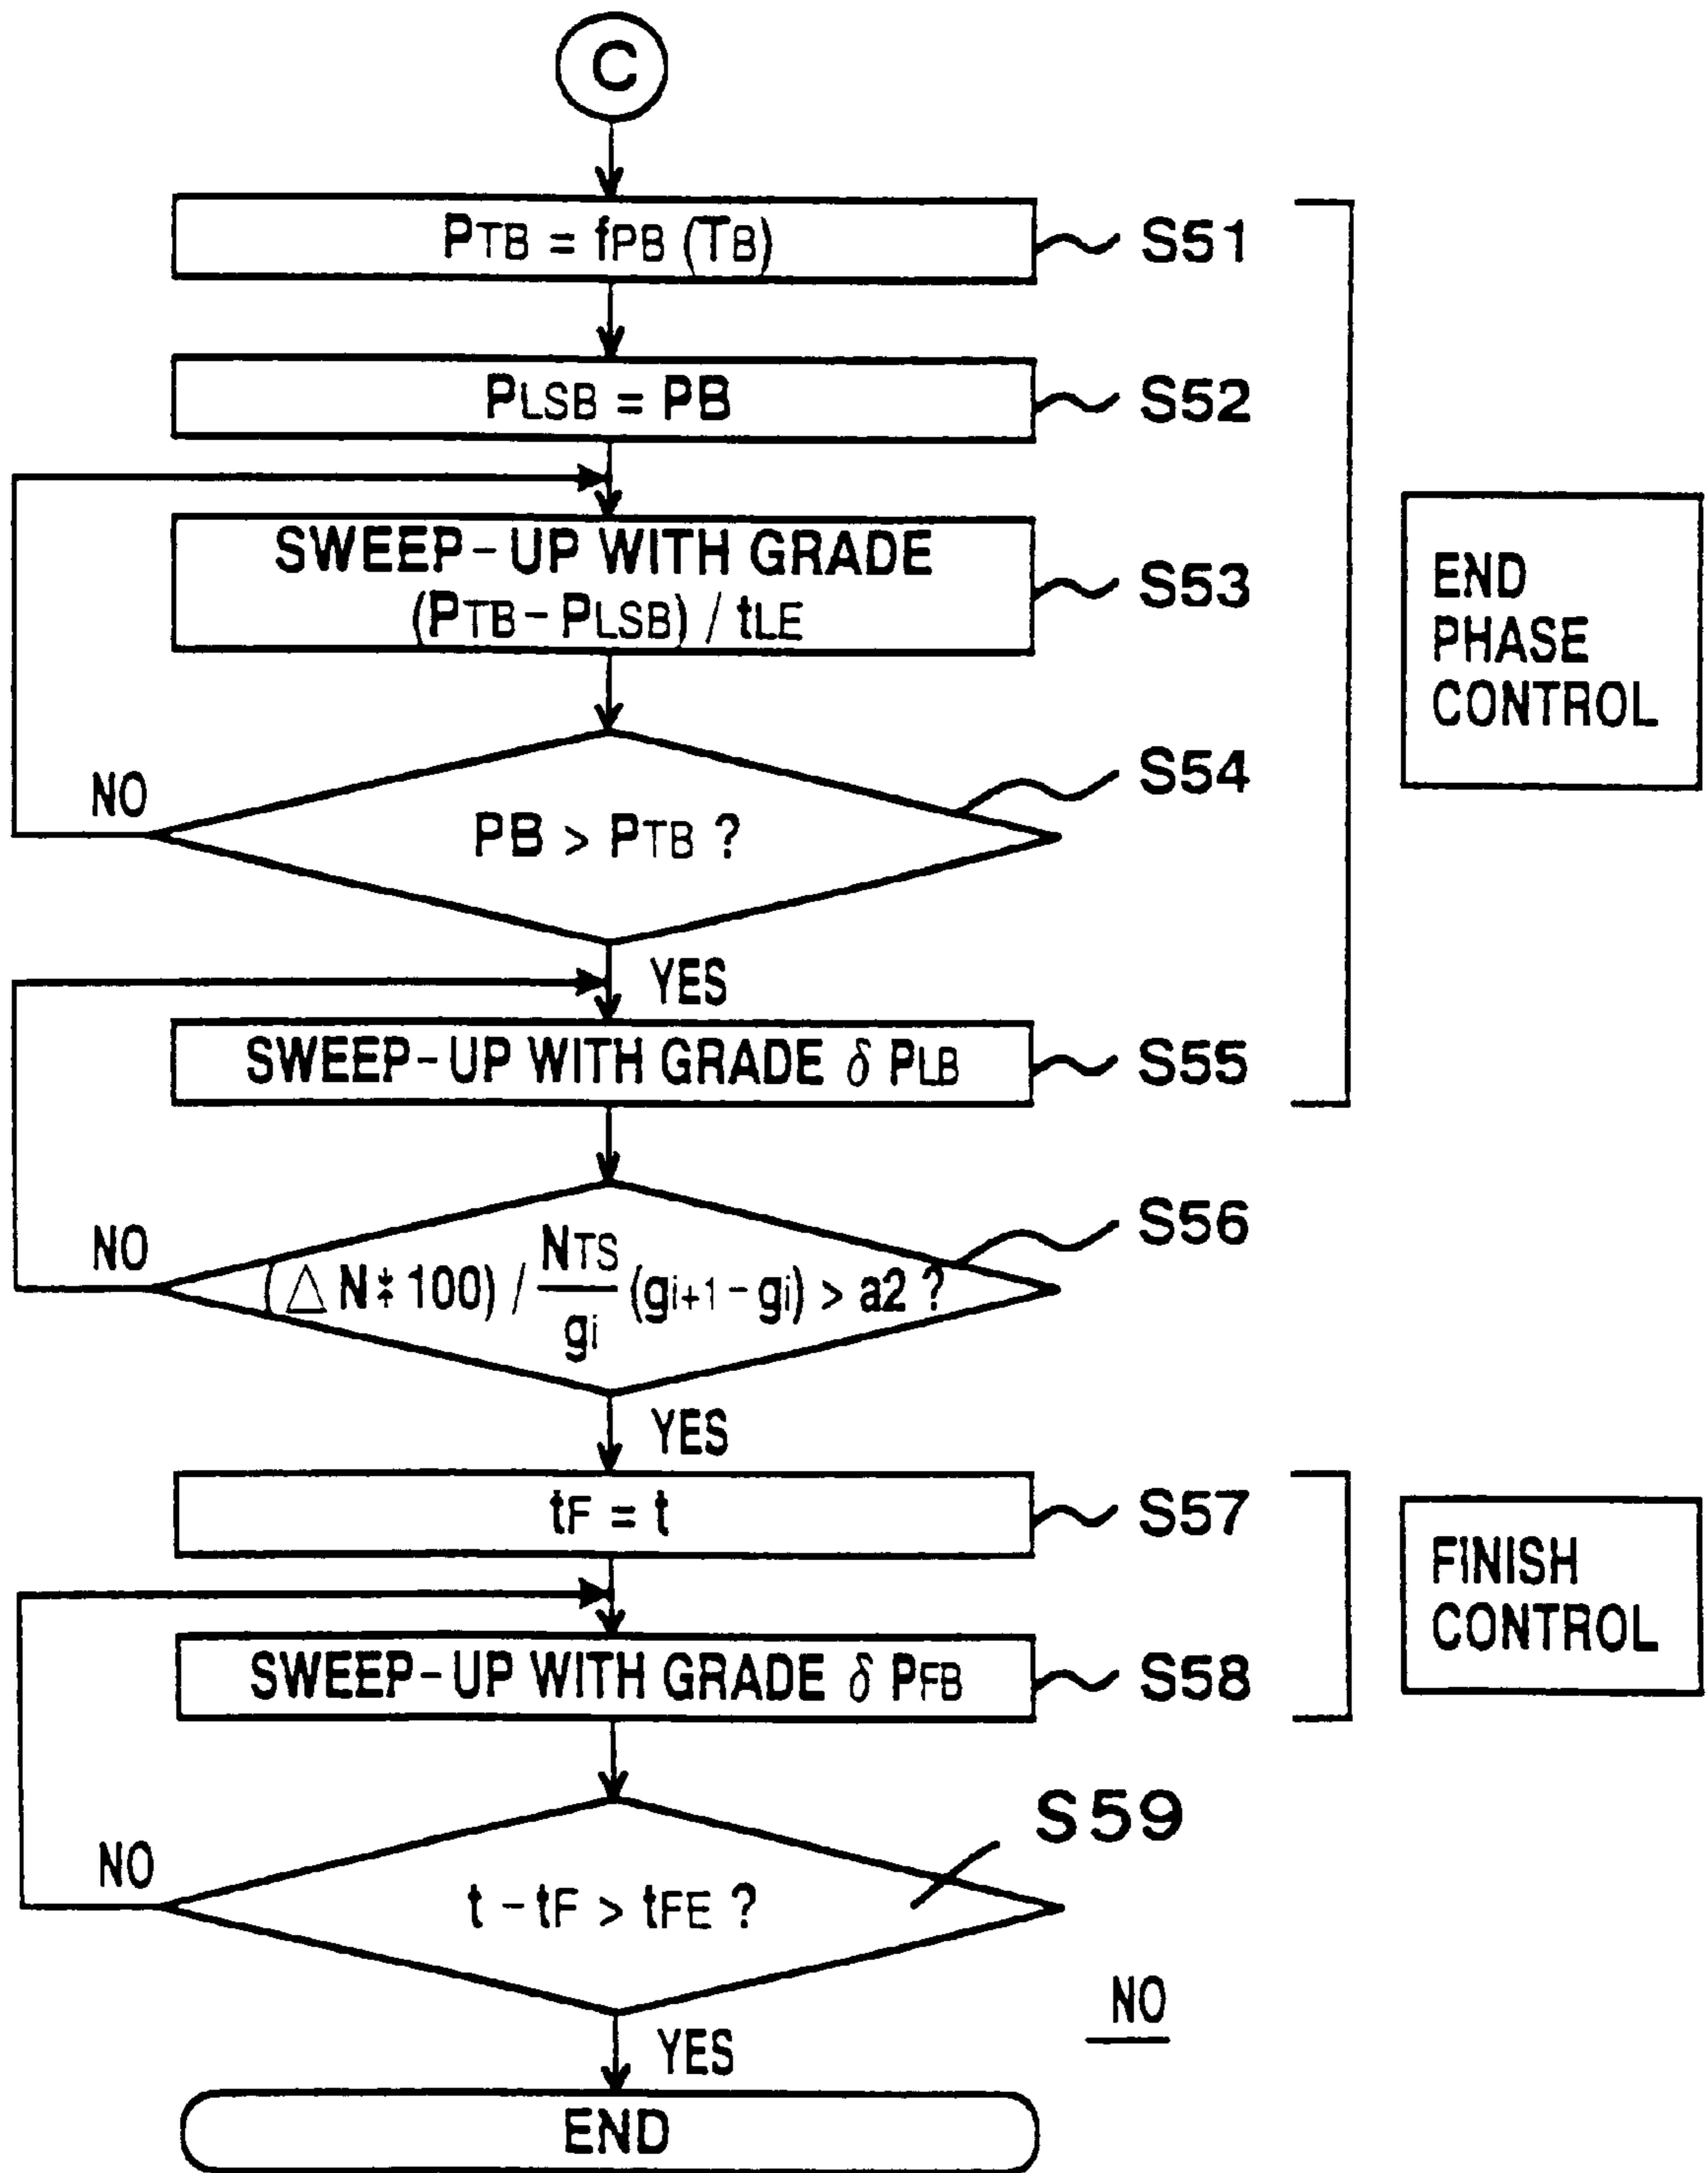 C
PTB = fPB (TB)
S51
PLSB = PB
S52
SWEEP-UP WITH GRADE
(PTB - PLSB) / tLE
S53
END
PHASE
CONTROL
S54
NO
PB > PTB ?
YES
SWEEP-UP WITH GRADE δ PLB
S55
S56
NO
(△ N * 100) / NTS/gi (gi+1 - gi) > a2 ?
YES
tF = t
S57
FINISH
CONTROL
SWEEP-UP WITH GRADE δ PFB
S58
S59
NO
t - tF > tFE ?
NO
YES
END